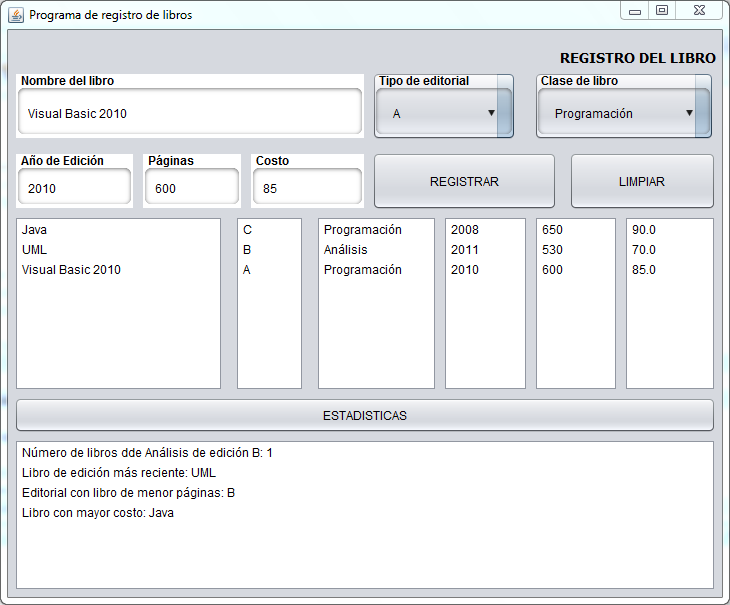 Programa de registro de libros
REGISTRO DEL LIBRO
Nombre del libro Tipo de editorial Clase de libro
Visual Basic 2010 A Programación
Año de Edición Páginas Costo
2010 600 85 REGISTRAR LIMPIAR
Java C Programación 2008 650 90.0
UML B Análisis 2011 530 70.0
Visual Basic 2010 A Programación 2010 600 85.0
ESTADISTICAS
Número de libros dde Análisis de edición B: 1
Libro de edición más reciente: UML
Editorial con libro de menor páginas: B
Libro con mayor costo: Java